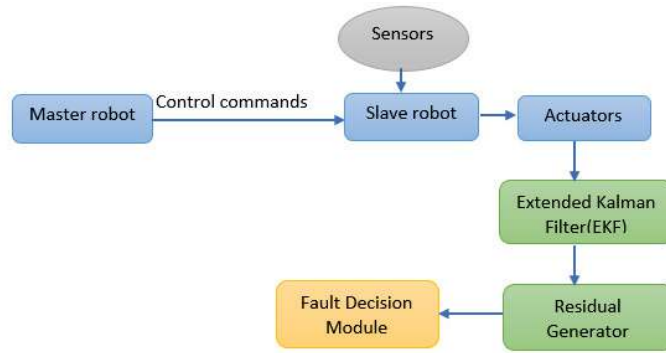 Sensors
Control commands
Master robot
Slave robot
Actuators
Extended Kalman
Filter(EKF)
Fault Decision
Module
Residual
Generator